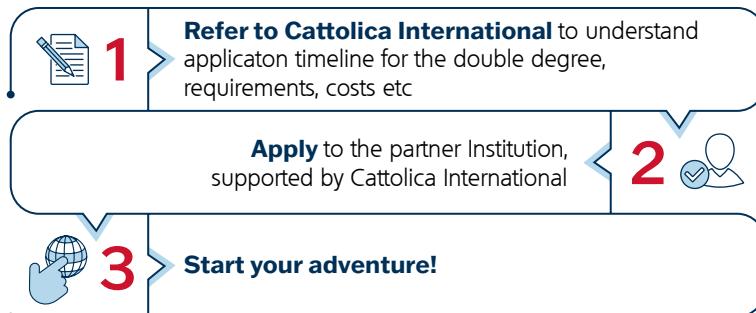 1
Refer to Cattolica International to understand
applicaton timeline for the double degree,
requirements, costs etc
Apply to the partner Institution,
supported by Cattolica International
2
3
Start your adventure!